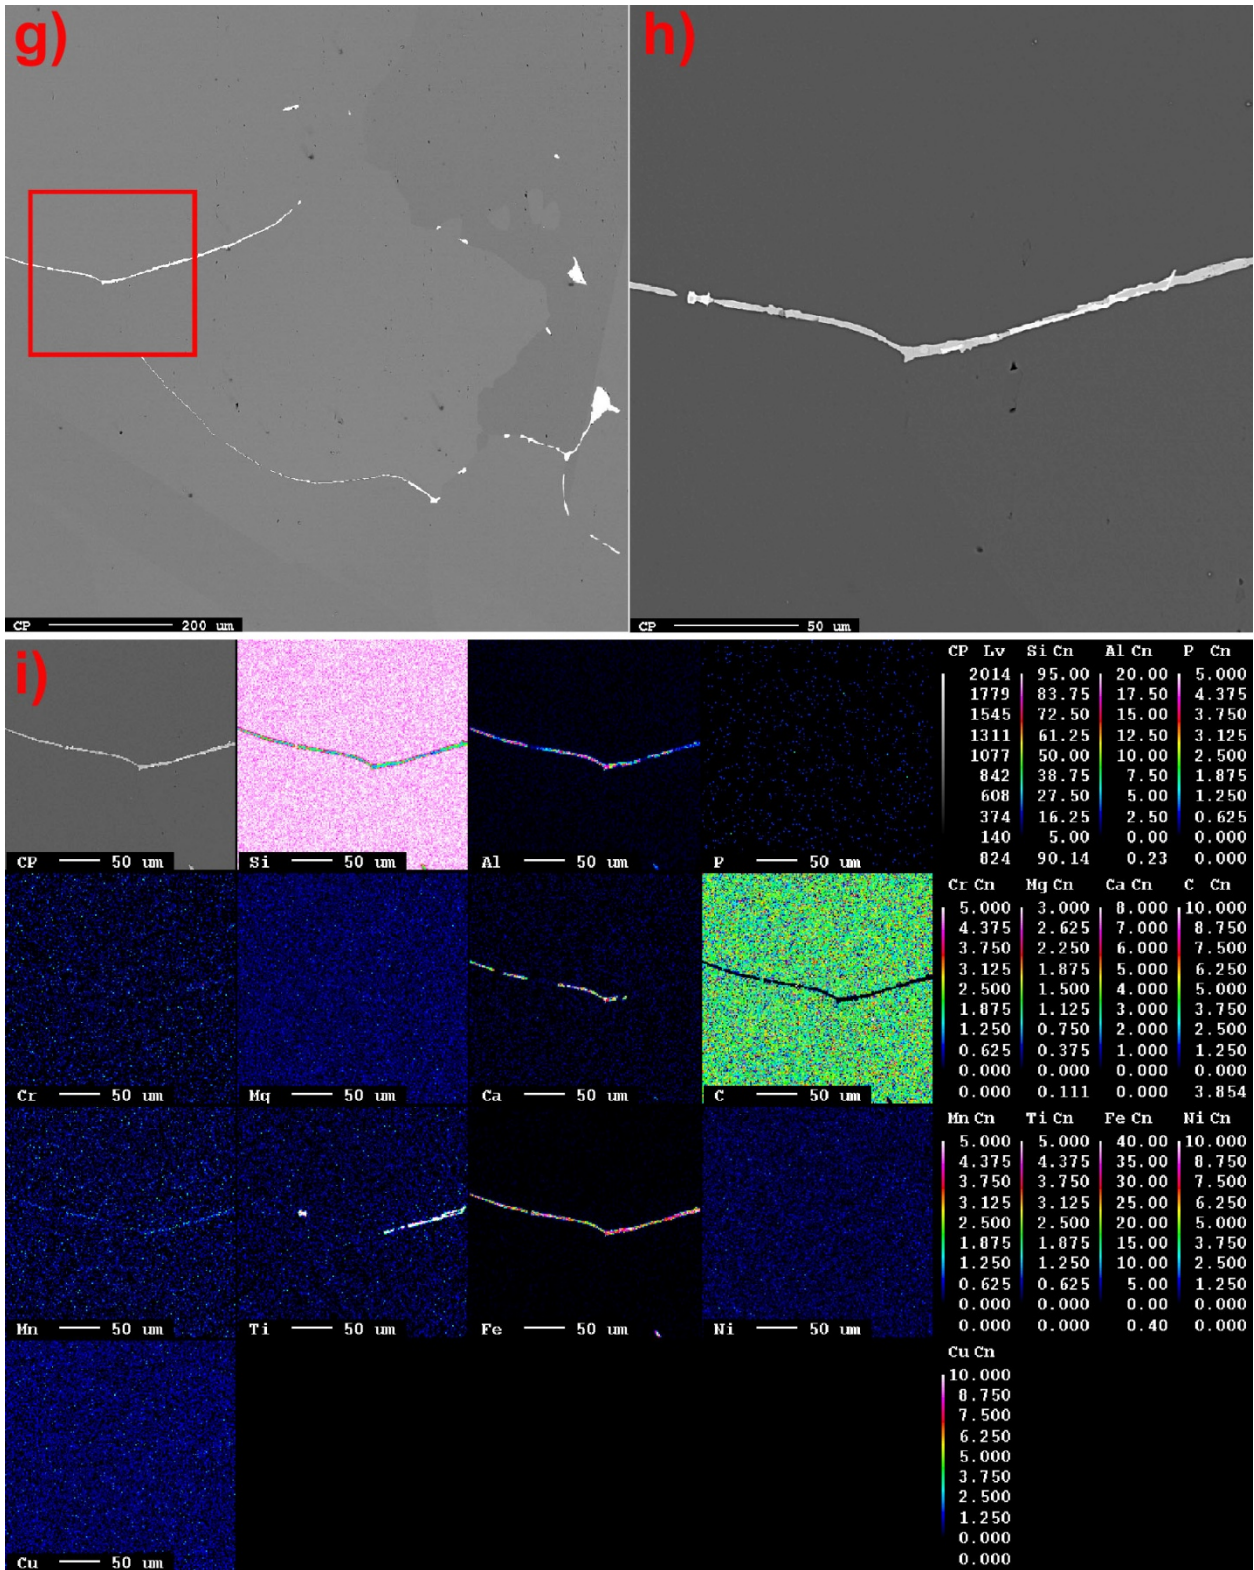 g)
h)
CP 200 um
CP 50 um
i)
CP 50 um
Si 50 um
Al 50 um
P 50 um
CP Lv Si Cn Al Cn P Cn
2014 95.00 20.00 5.000
1779 83.75 17.50 4.375
1545 72.50 15.00 3.750
1311 61.25 12.50 3.125
1077 50.00 10.00 2.500
842 38.75 7.50 1.875
608 27.50 5.00 1.250
374 16.25 2.50 0.625
140 5.00 0.00 0.000
824 90.14 0.23 0.000
Cr 50 um
Mg 50 um
Ca 50 um
C 50 um
Cr Cn Mg Cn Ca Cn C Cn
5.000 3.000 8.000 10.000
4.375 2.625 7.000 8.750
3.750 2.250 6.000 7.500
3.125 1.875 5.000 6.250
2.500 1.500 4.000 5.000
1.875 1.125 3.000 3.750
1.250 0.750 2.000 2.500
0.625 0.375 1.000 1.250
0.000 0.000 0.000 0.000
0.000 0.111 0.000 3.854
Mn 50 um
Ti 50 um
Fe 50 um
Ni 50 um
Mn Cn Ti Cn Fe Cn Ni Cn
5.000 5.000 40.00 10.000
4.375 4.375 35.00 8.750
3.750 3.750 30.00 7.500
3.125 3.125 25.00 6.250
2.500 2.500 20.00 5.000
1.875 1.875 15.00 3.750
1.250 1.250 10.00 2.500
0.625 0.625 5.00 1.250
0.000 0.000 0.00 0.000
0.000 0.000 0.40 0.000
Cu 50 um
Cu Cn
10.000
8.750
7.500
6.250
5.000
3.750
2.500
1.250
0.000
0.000